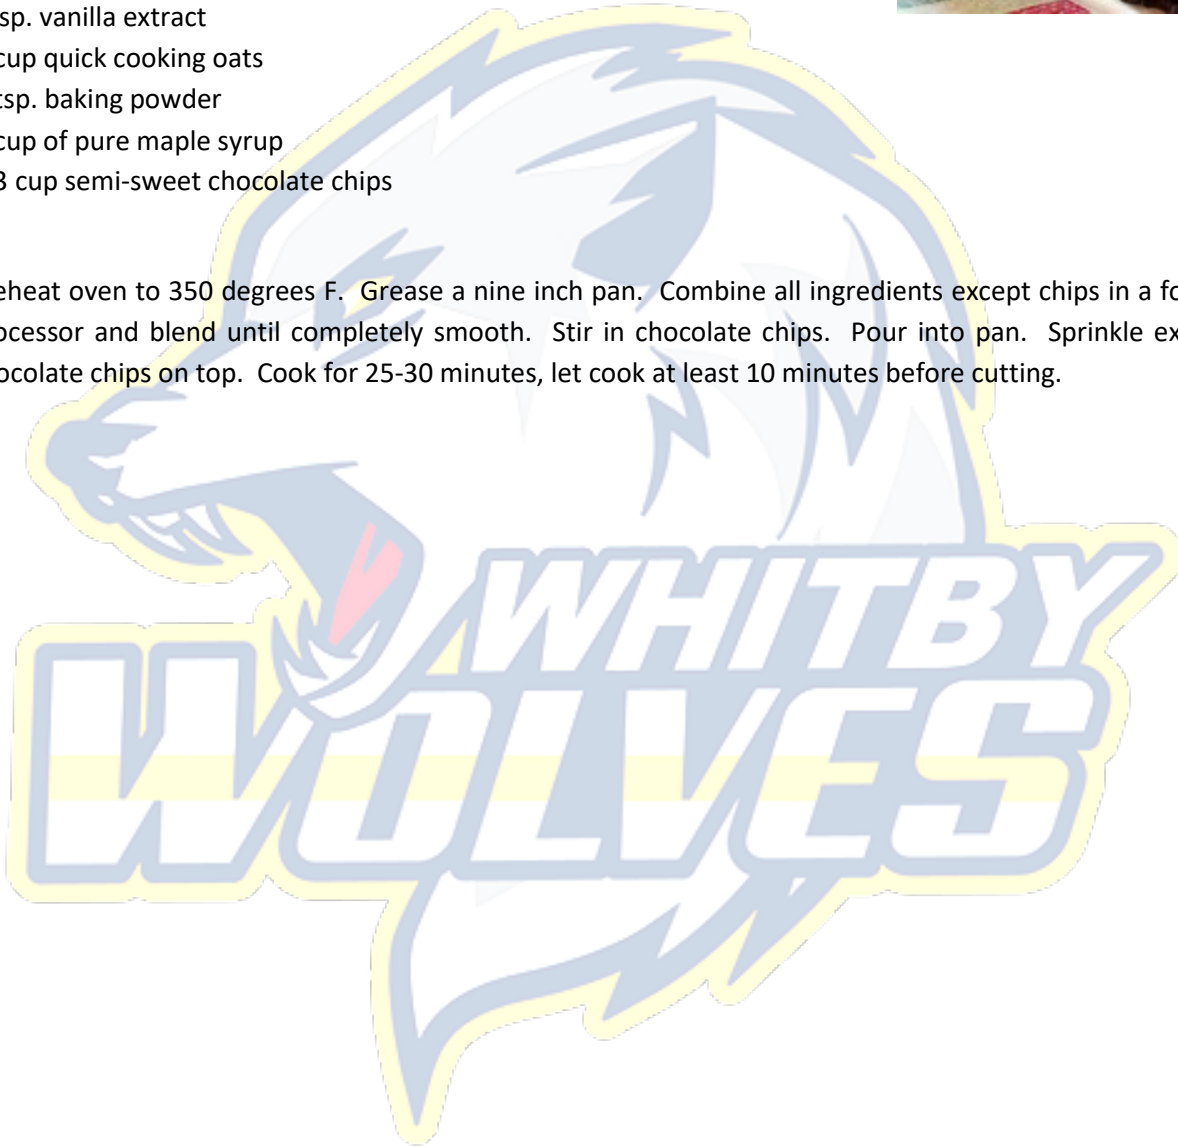 sp. vanilla extract
cup quick cooking oats
tsp. baking powder
cup of pure maple syrup
3 cup semi-sweet chocolate chips
eheat oven to 350 degrees F. Grease a nine inch pan. Combine all ingredients except chips in a fo
ocessor and blend until completely smooth. Stir in chocolate chips. Pour into pan. Sprinkle ex
ocolate chips on top. Cook for 25-30 minutes, let cook at least 10 minutes before cutting.
WHITBY
WOLVES